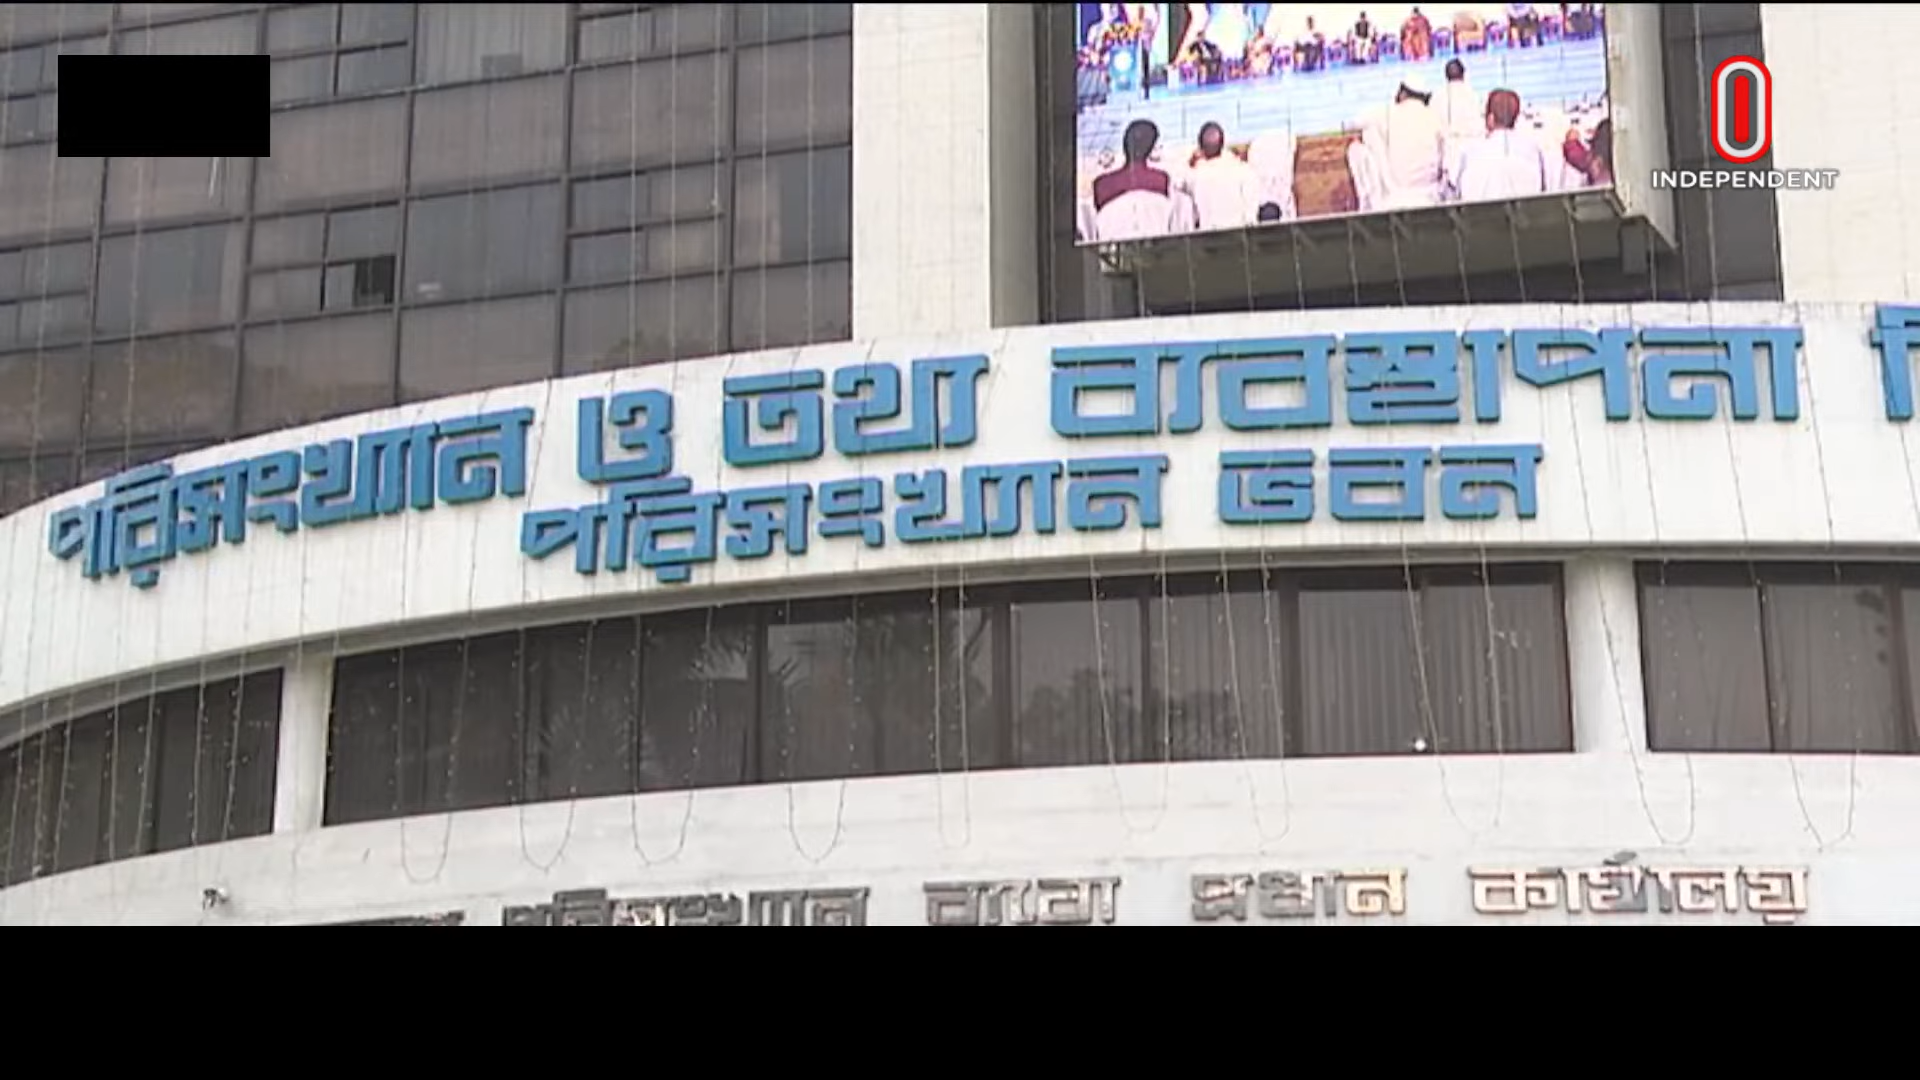 INDEPENDENT
পরিসংখ্যান ও তথ্য ব্যবস্থাপনা
পরিসংখ্যান ভবন
পরিসংখ্যান ব্যুরো প্রধান কার্যালয়